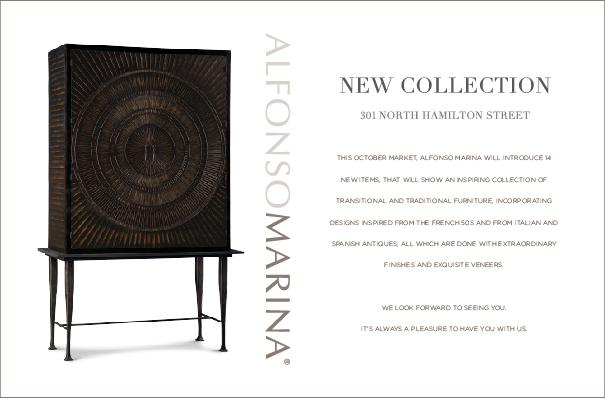 ALFONSOMARINA®
NEW COLLECTION
301 NORTH HAMILTON STREET
THIS OCTOBER MARKET, ALFONSO MARINA WILL INTRODUCE 14
NEW ITEMS, THAT WILL SHOW AN INSPIRING COLLECTION OF
TRANSITIONAL AND TRADITIONAL FURNITURE, INCORPORATING
DESIGNS INSPIRED FROM THE FRENCH 50S AND FROM ITALIAN AND
SPANISH ANTIQUES; ALL WHICH ARE DONE WITH EXTRAORDINARY
FINISHES AND EXQUISITE VENEERS.
WE LOOK FORWARD TO SEEING YOU.
IT'S ALWAYS A PLEASURE TO HAVE YOU WITH US.